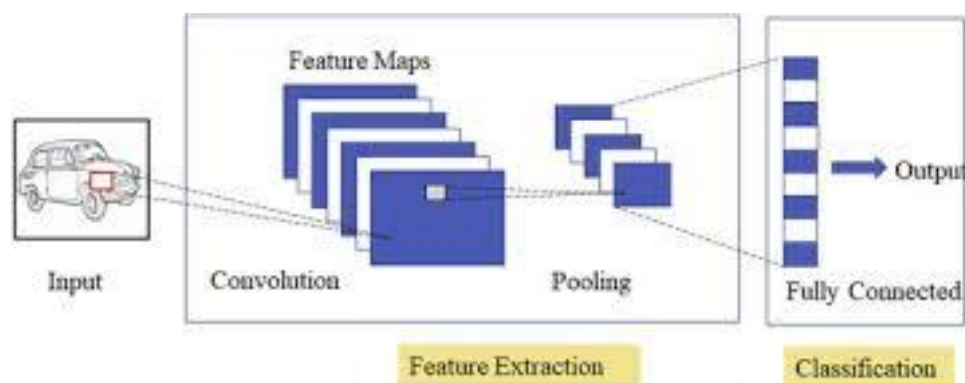 Feature Maps
Input
Convolution
Pooling
Output
Fully Connected
Feature Extraction
Classification